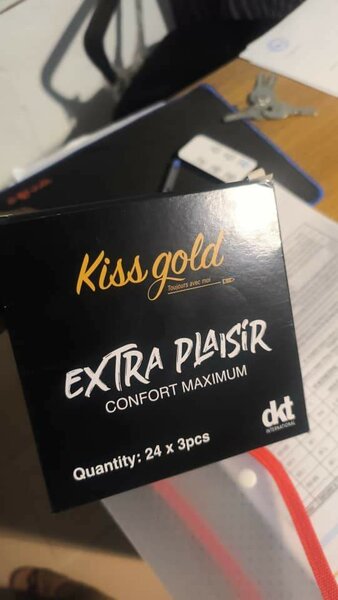 Kiss gold
Toujours avec moi
EXTRA PLAISIR
CONFORT MAXIMUM
dkt
INTERNATIONAL
Quantity: 24 x 3pcs